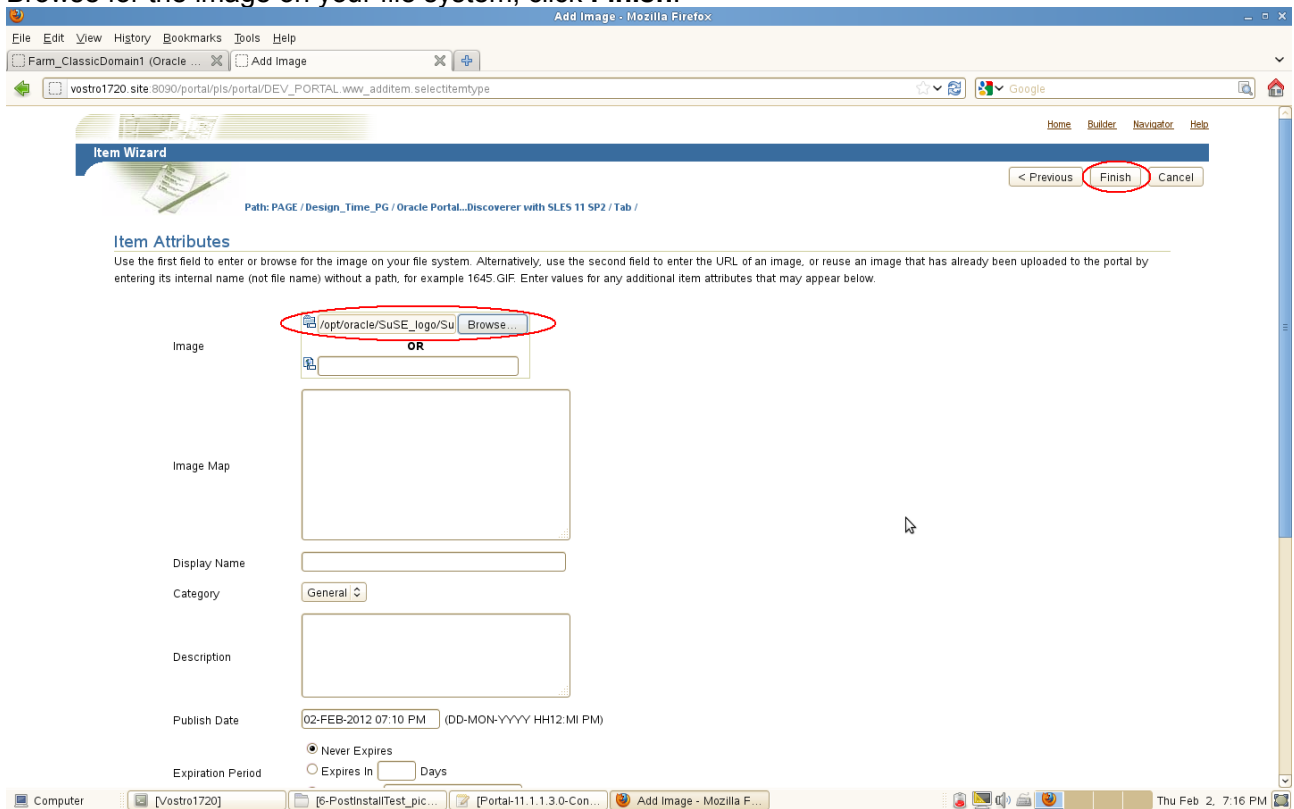 Browse for the image on your file system, click Finish.
Add Image - Mozilla Firefox
File Edit View History Bookmarks Tools Help
Farm_ClassicDomain1 (Oracle ... Add Image
vostro1720.site:8090/portal/pls/portal/DEV_PORTAL.www_additem.selectitemtype Google
Home Builder Navigator Help
Item Wizard
< Previous Finish Cancel
Path: PAGE / Design_Time_PG / Oracle Portal...Discoverer with SLES 11 SP2 / Tab /
Item Attributes
Use the first field to enter or browse for the image on your file system. Alternatively, use the second field to enter the URL of an image, or reuse an image that has already been uploaded to the portal by
entering its internal name (not file name) without a path, for example 1645.GIF. Enter values for any additional item attributes that may appear below.
/opt/oracle/SuSE_logo/Su Browse...
Image OR
Image Map
Display Name
Category General
Description
Publish Date 02-FEB-2012 07:10 PM (DD-MON-YYYY HH12:MI PM)
Never Expires
Expiration Period Expires In Days
Computer [Vostro1720] [6-PostInstallTest_pic... [Portal-11.1.1.3.0-Con... Add Image - Mozilla F... Thu Feb 2, 7:16 PM